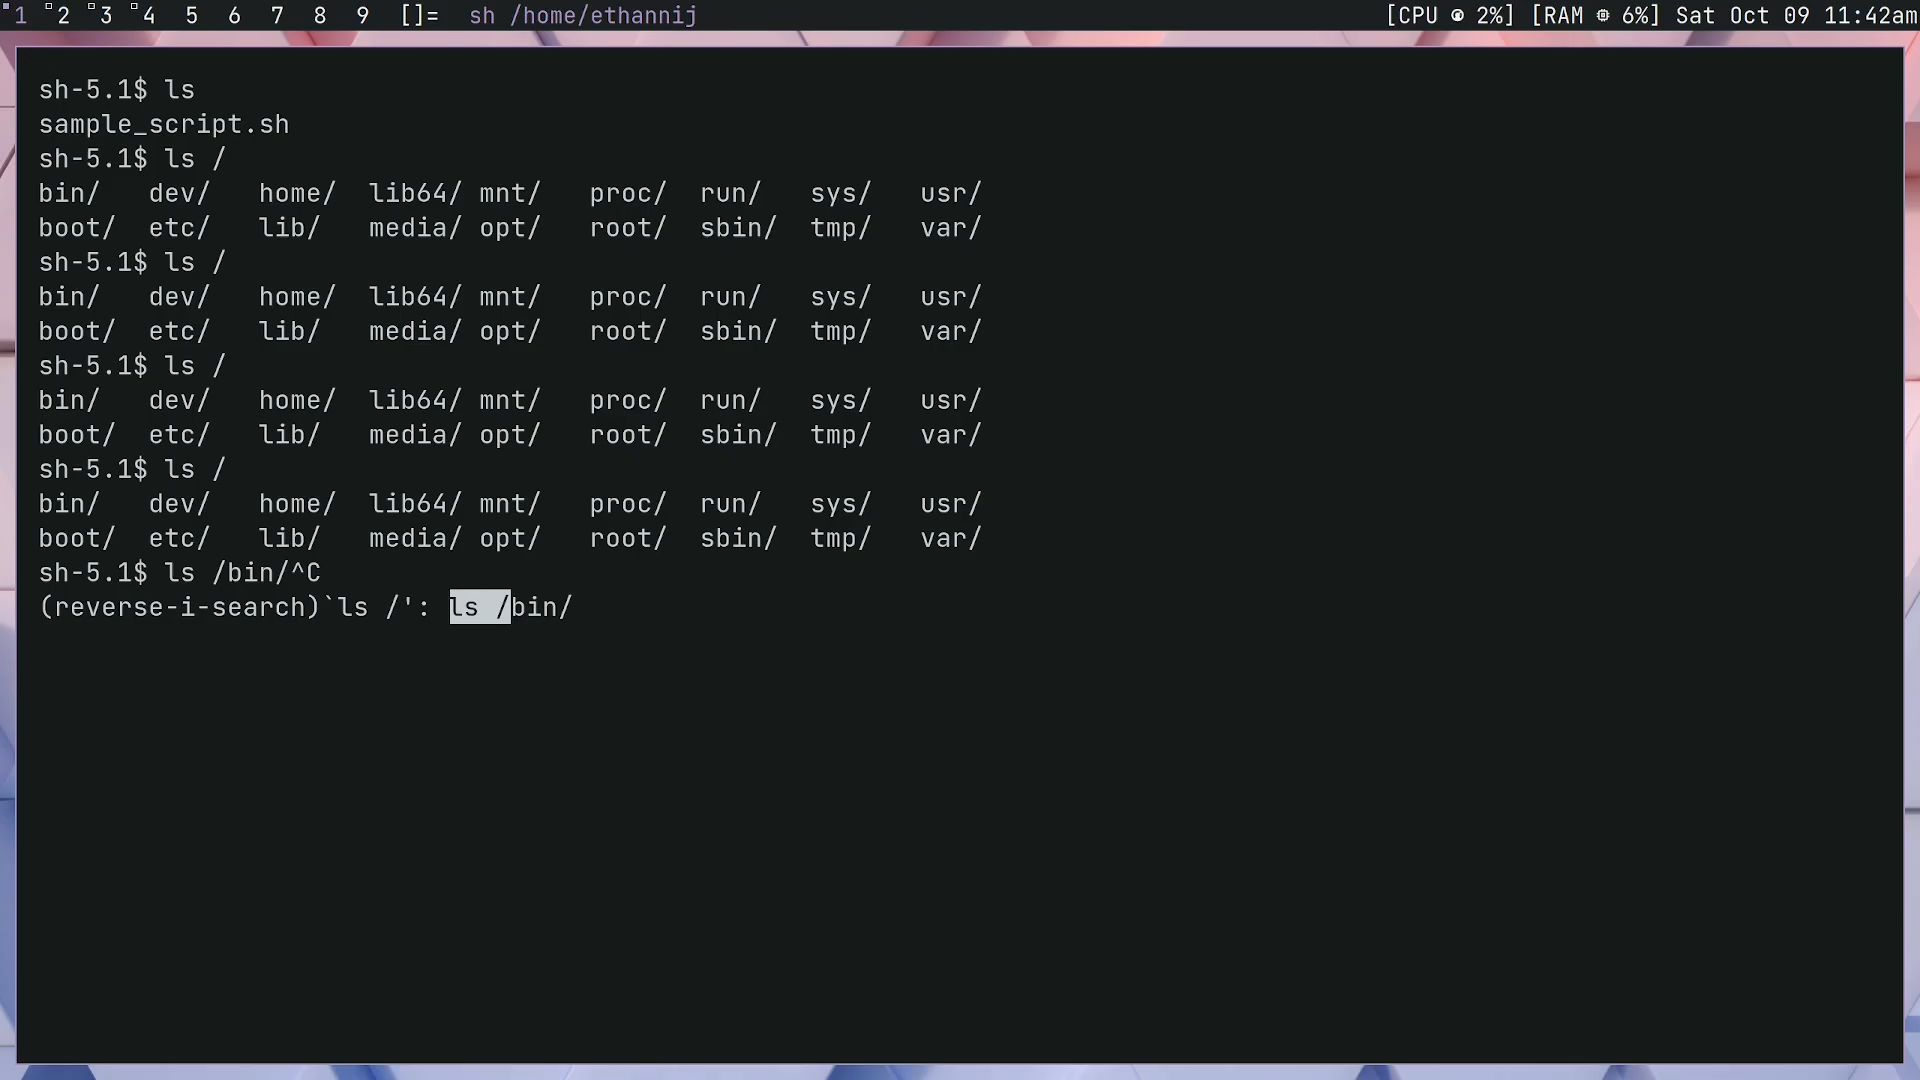 1 2 3 4 5 6 7 8 9 []= sh /home/ethannij [CPU 2%] [RAM 6%] Sat Oct 09 11:42am
sh-5.1$ ls
sample_script.sh
sh-5.1$ ls /
bin/ dev/ home/ lib64/ mnt/ proc/ run/ sys/ usr/
boot/ etc/ lib/ media/ opt/ root/ sbin/ tmp/ var/
sh-5.1$ ls /
bin/ dev/ home/ lib64/ mnt/ proc/ run/ sys/ usr/
boot/ etc/ lib/ media/ opt/ root/ sbin/ tmp/ var/
sh-5.1$ ls /
bin/ dev/ home/ lib64/ mnt/ proc/ run/ sys/ usr/
boot/ etc/ lib/ media/ opt/ root/ sbin/ tmp/ var/
sh-5.1$ ls /
bin/ dev/ home/ lib64/ mnt/ proc/ run/ sys/ usr/
boot/ etc/ lib/ media/ opt/ root/ sbin/ tmp/ var/
sh-5.1$ ls /bin/^C
(reverse-i-search)`ls /': ls /bin/